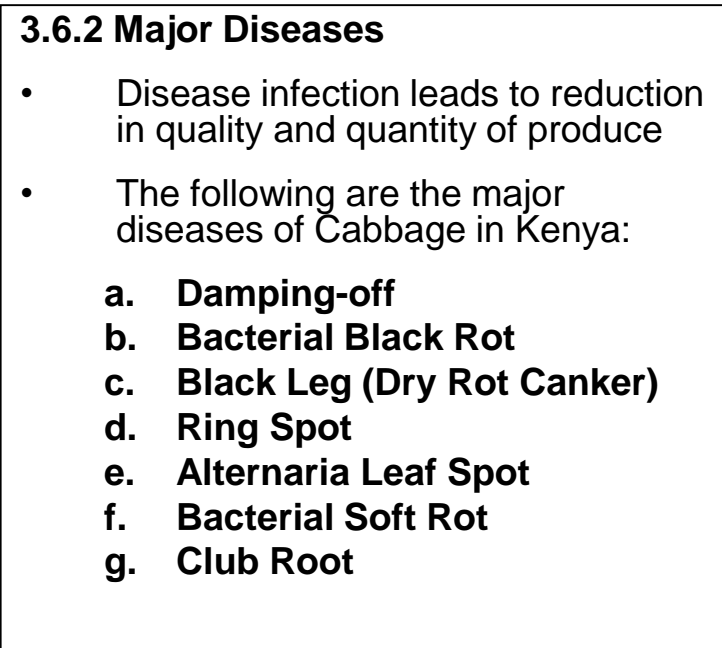 3.6.2 Major Diseases
• Disease infection leads to reduction
in quality and quantity of produce
• The following are the major
diseases of Cabbage in Kenya:
a. Damping-off
b. Bacterial Black Rot
c. Black Leg (Dry Rot Canker)
d. Ring Spot
e. Alternaria Leaf Spot
f. Bacterial Soft Rot
g. Club Root